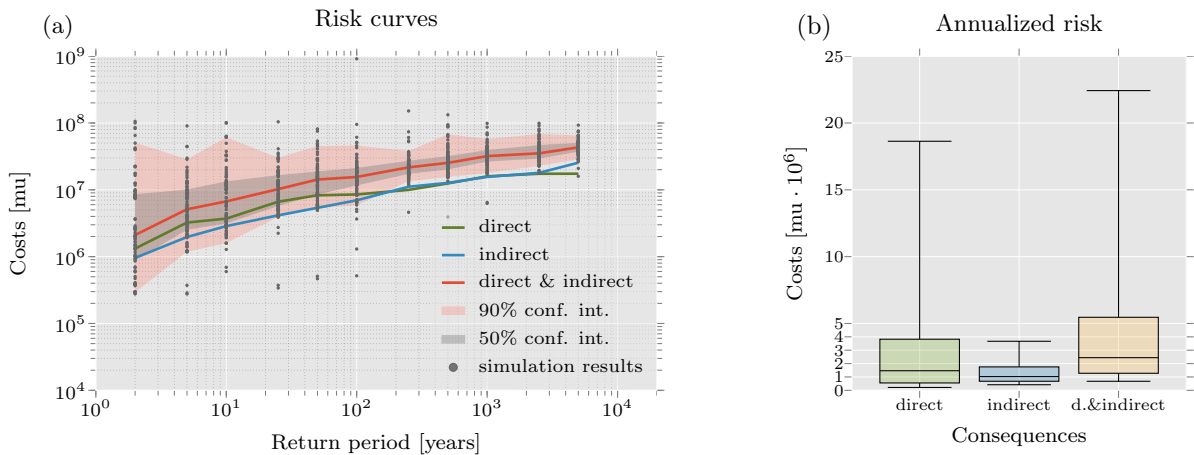 (a)
Risk curves
Costs [mu]
10^9
10^8
10^7
10^6
10^5
10^4
direct
indirect
direct & indirect
90% conf. int.
50% conf. int.
simulation results
10^0 10^1 10^2 10^3 10^4
Return period [years]
(b)
Annualized risk
Costs [mu · 10^6]
25
20
15
10
5
4
3
2
1
0
direct indirect d.&indirect
Consequences